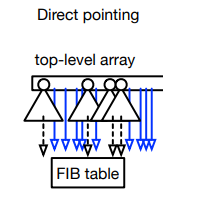 Direct pointing
top-level array
FIB table